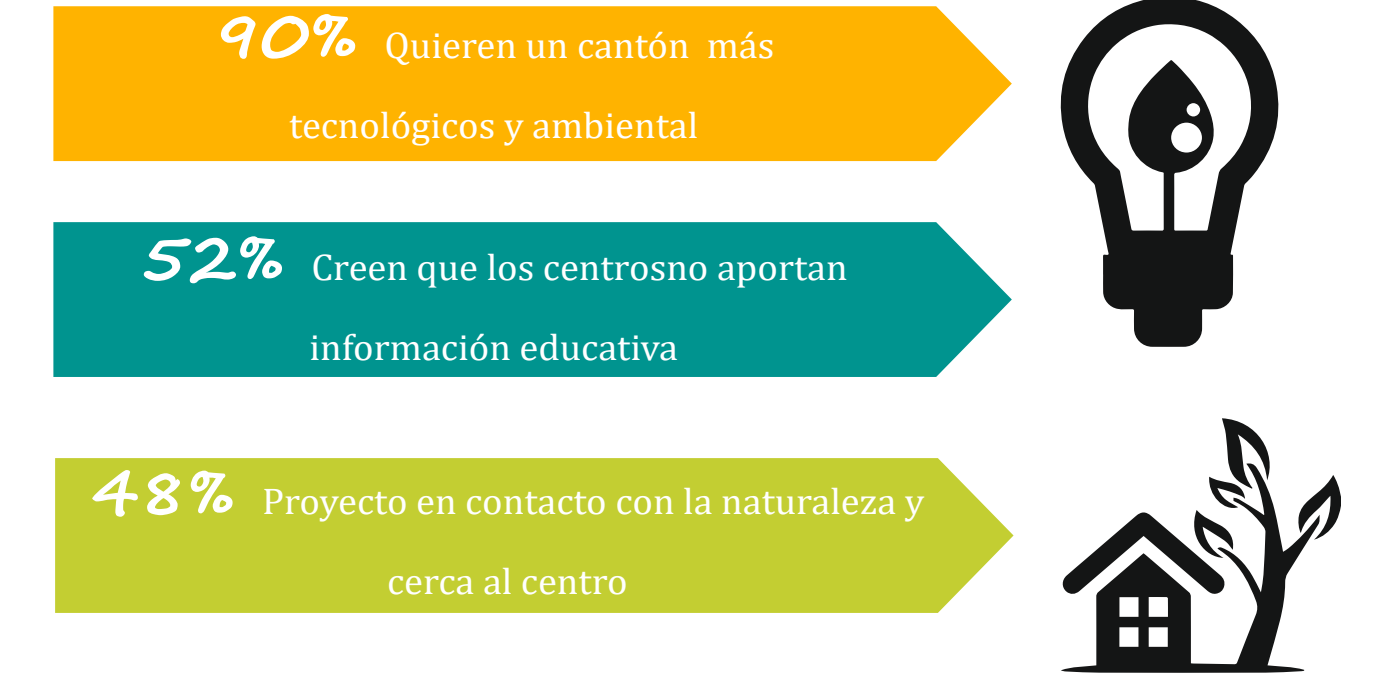 90% Quieren un cantón  más
tecnológicos y ambiental
52% Creen que los centrosno aportan
información educativa
48% Proyecto en contacto con la naturaleza y
cerca al centro